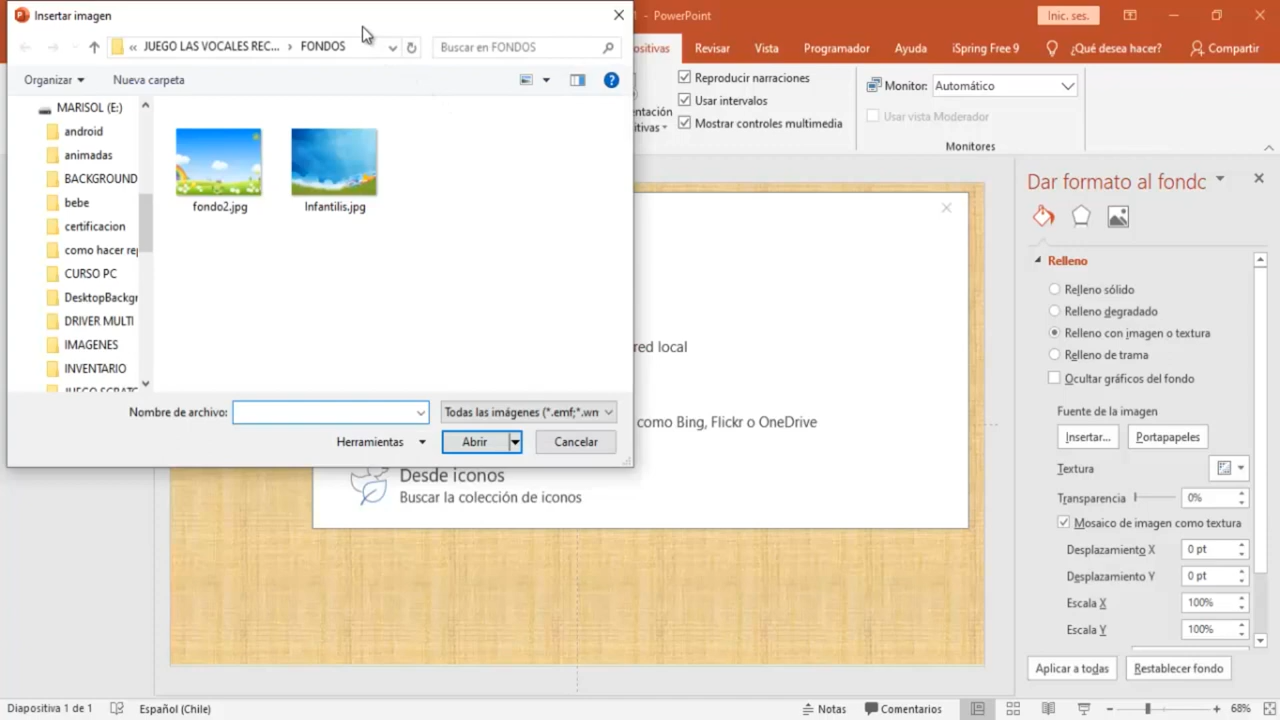 Insertar imagen
« JUEGO LAS VOCALES REC... › FONDOS
Buscar en FONDOS
Organizar
Nueva carpeta
MARISOL (E:)
android
animadas
BACKGROUND
bebe
certificacion
como hacer rep
CURSO PC
DesktopBackgr
DRIVER MULTI
IMAGENES
INVENTARIO
fondo2.jpg
Infantilis.jpg
Nombre de archivo:
Todas las imágenes (*.emf;*.wn
Herramientas
Abrir
Cancelar
1 - PowerPoint
Inic. ses.
ositivas
Revisar
Vista
Programador
Ayuda
iSpring Free 9
¿Qué desea hacer?
Compartir
entación
itivas
Reproducir narraciones
Usar intervalos
Mostrar controles multimedia
Monitor:
Automático
Usar vista Moderador
Monitores
red local
como Bing, Flickr o OneDrive
Desde iconos
Buscar la colección de iconos
Dar formato al fondc
Relleno
Relleno sólido
Relleno degradado
Relleno con imagen o textura
Relleno de trama
Ocultar gráficos del fondo
Fuente de la imagen
Insertar...
Portapapeles
Textura
Transparencia
0%
Mosaico de imagen como textura
Desplazamiento X
0 pt
Desplazamiento Y
0 pt
Escala X
100%
Escala Y
100%
Aplicar a todas
Restablecer fondo
Diapositiva 1 de 1
Español (Chile)
Notas
Comentarios
68%